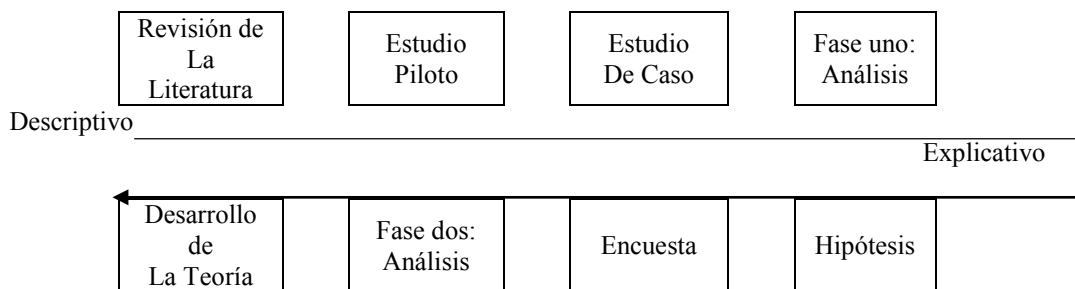 Revisión de
La
Literatura
Estudio
Piloto
Estudio
De Caso
Fase uno:
Análisis
Descriptivo
Explicativo
Desarrollo
de
La Teoría
Fase dos:
Análisis
Encuesta
Hipótesis